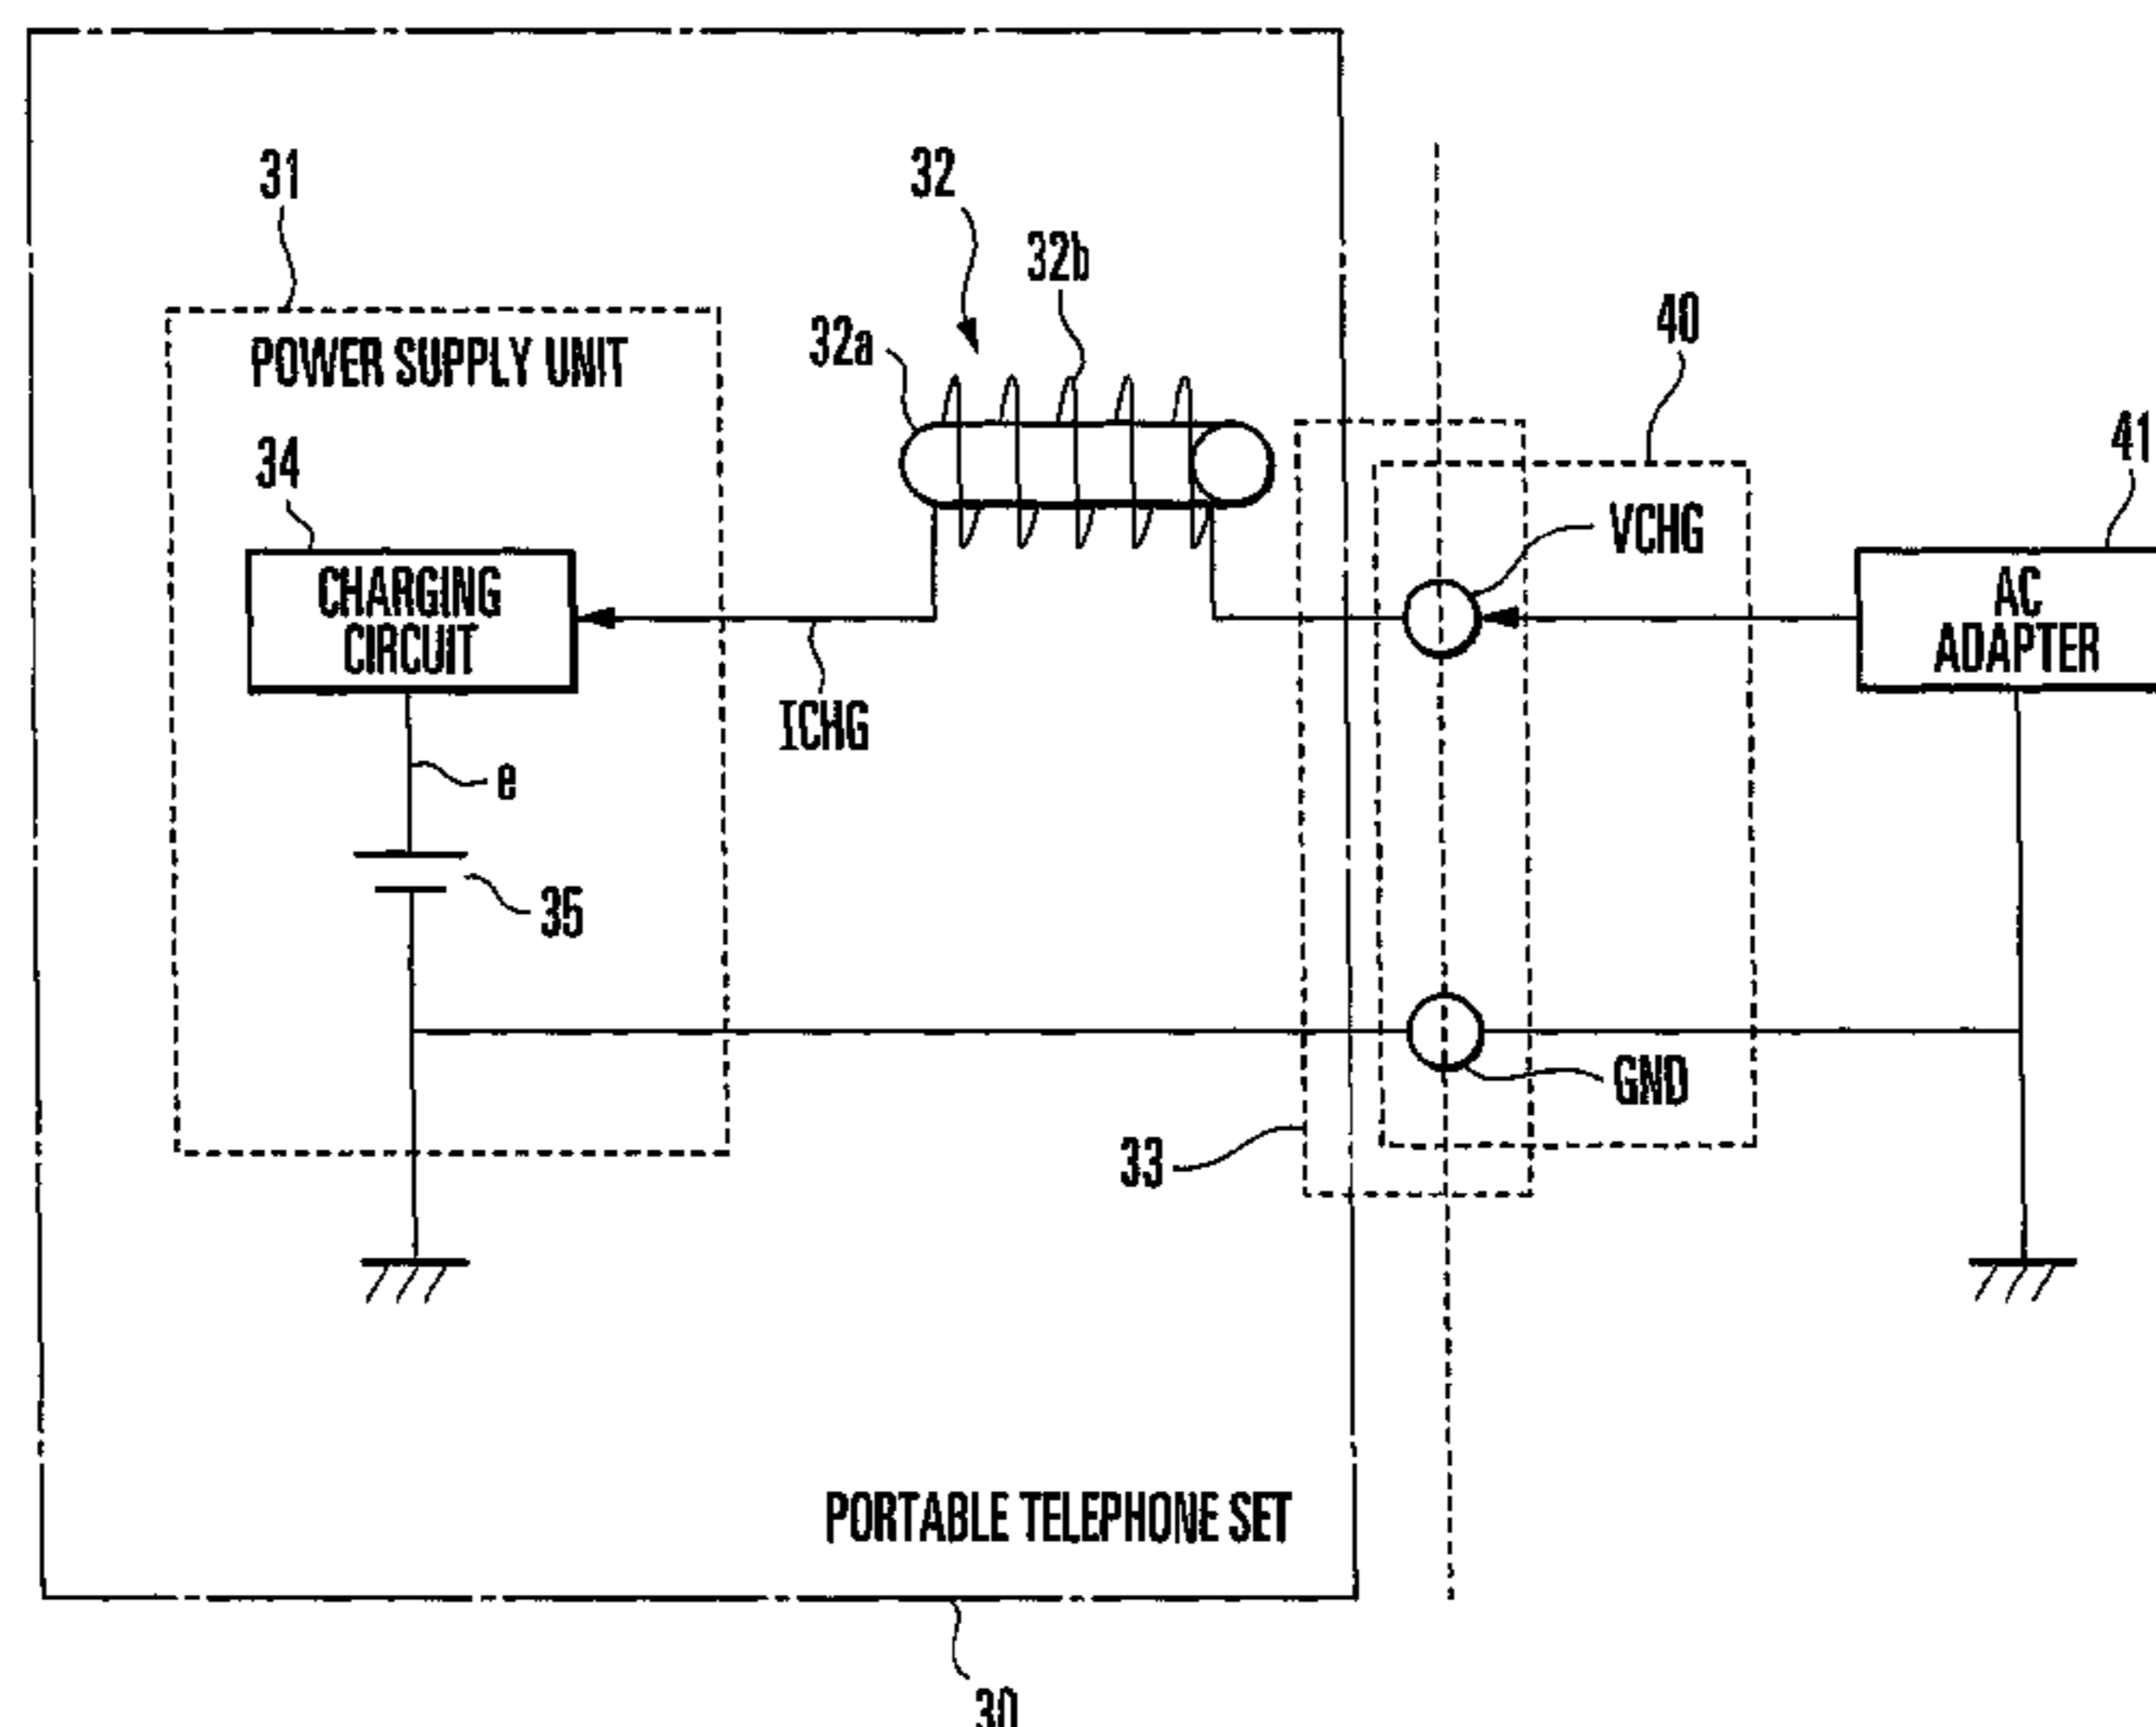 31
32
32b
32a
40
POWER SUPPLY UNIT
41
34
VCHG
CHARGING
CIRCUIT
AC
ADAPTER
ICHG
e
35
GND
33
PORTABLE TELEPHONE SET
30